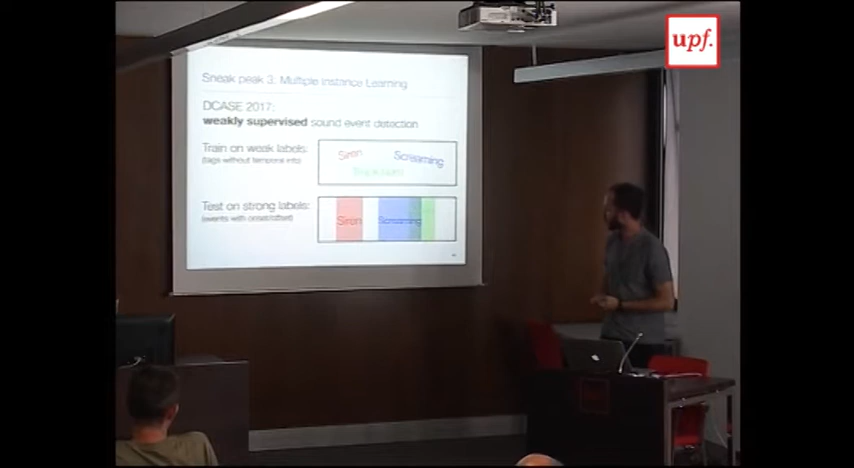 upf.
Sneak peak 3: Multiple Instance Learning
DCASE 2017:
weakly supervised sound event detection
Train on weak labels:
(tags without temporal info)
Siren
Screaming
Test on strong labels:
(events with onset/offset)
Siren
Screaming